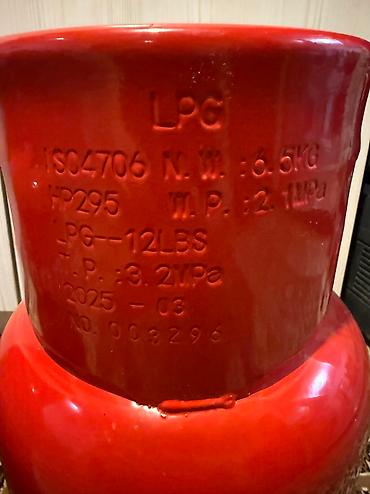 LPG
ISO4706 N.W.:6.5KG
HP295 W.P.:2.1MPa
LPG--12LBS
T.P.:3.2MPa
2025-03
NO.008296